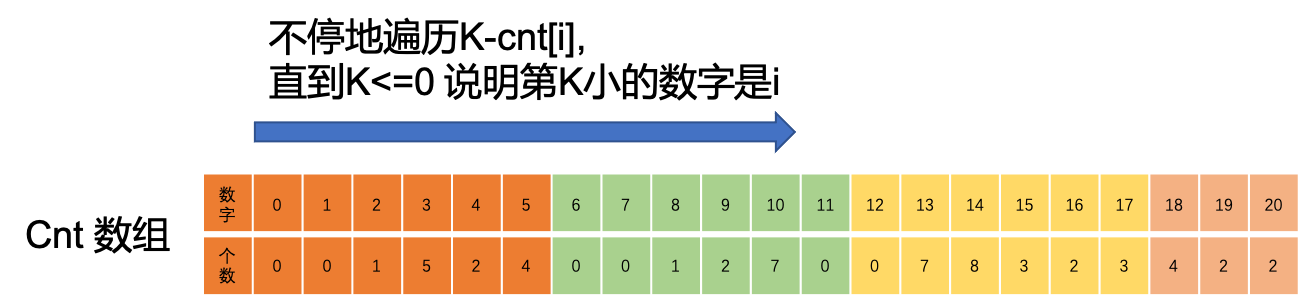 不停地遍历K-cnt[i],
直到K<=0 说明第K小的数字是i
Cnt 数组
数字 0 1 2 3 4 5 6 7 8 9 10 11 12 13 14 15 16 17 18 19 20
个数 0 0 1 5 2 4 0 0 1 2 7 0 0 7 8 3 2 3 4 2 2